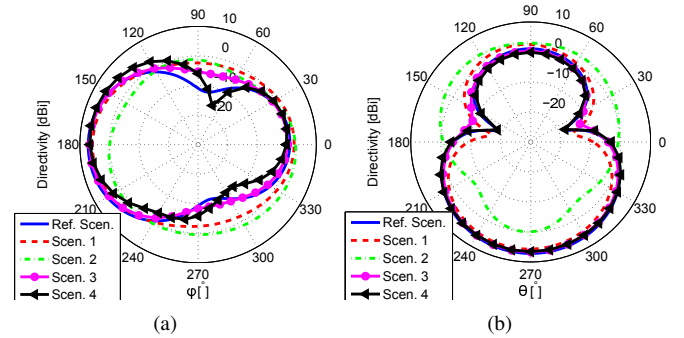 90
10
120
60
0
150
-10
30
-20
Directivity [dBi]
180
0
210
330
240
300
270
φ[°]
Ref. Scen.
Scen. 1
Scen. 2
Scen. 3
Scen. 4
(a)
90
10
120
60
0
150
−10
30
−20
Directivity [dBi]
180
0
210
330
240
300
270
θ[°]
Ref. Scen.
Scen. 1
Scen. 2
Scen. 3
Scen. 4
(b)